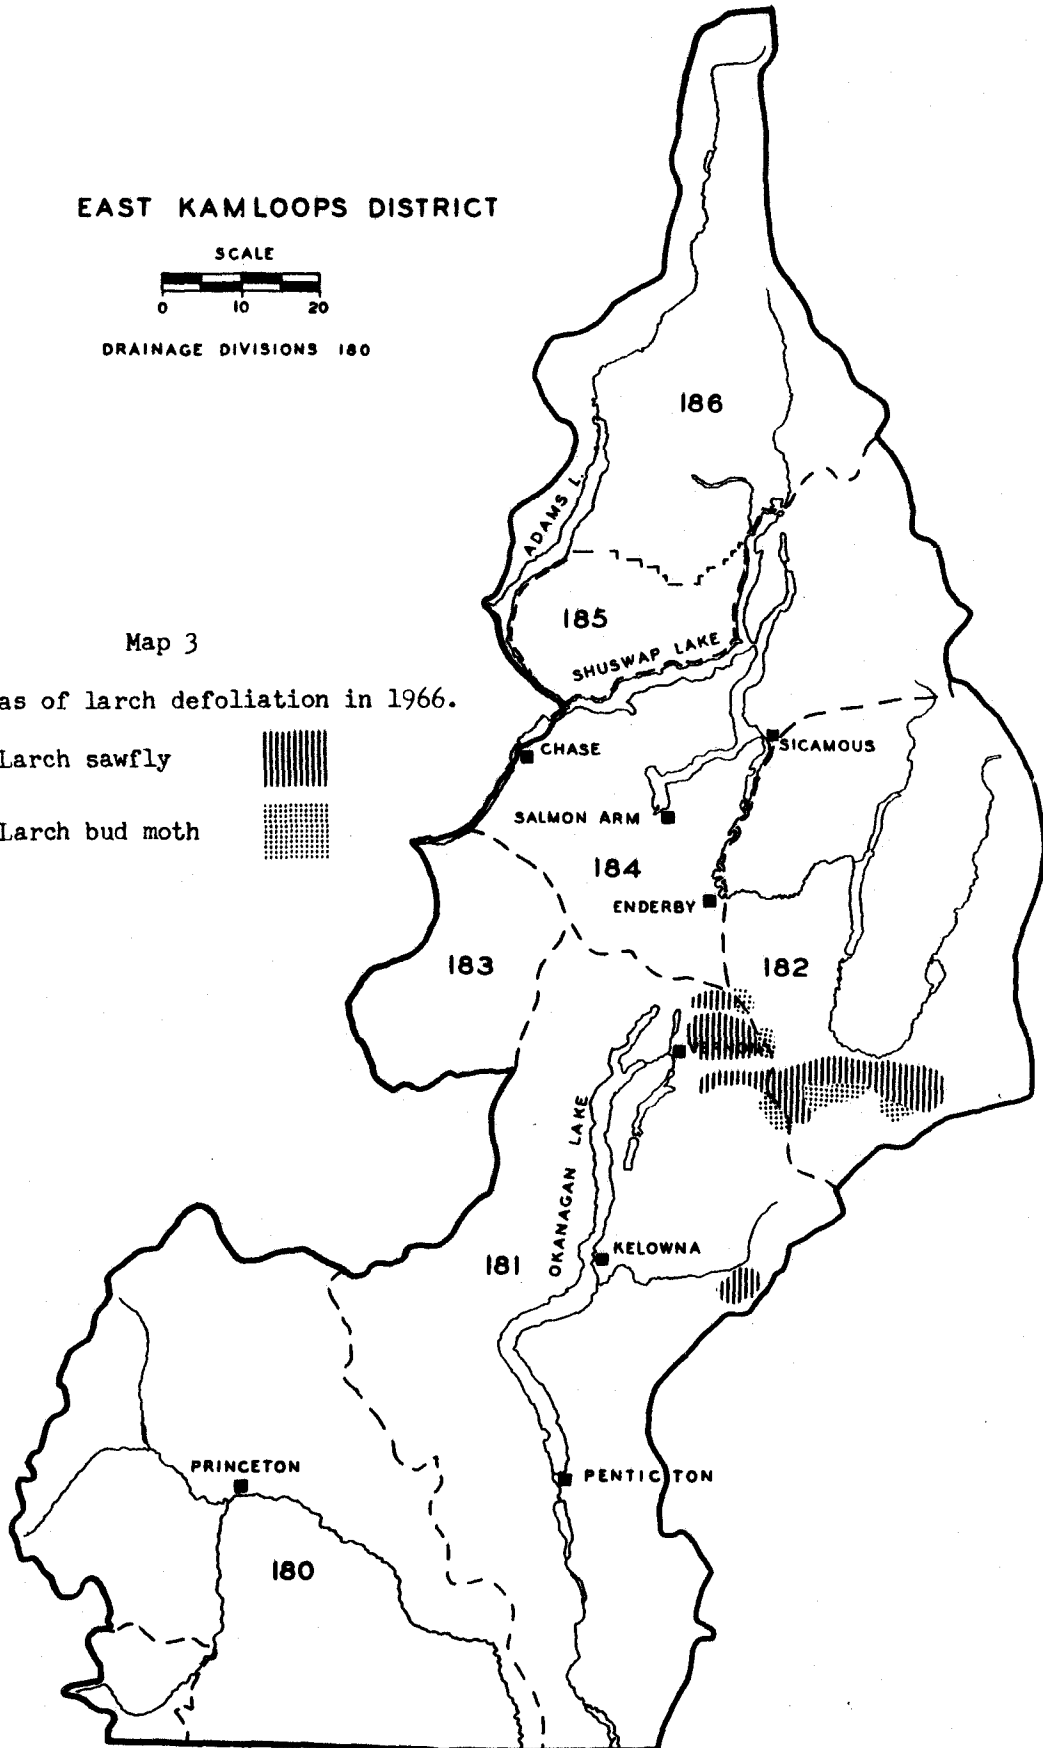 EAST KAMLOOPS DISTRICT
SCALE
0 10 20
DRAINAGE DIVISIONS 180
186
ADAMS L.
185
Map 3
SHUSWAP LAKE
as of larch defoliation in 1966.
CHASE
SICAMOUS
Larch sawfly
SALMON ARM
Larch bud moth
184
ENDERBY
183
182
VERNON
OKANAGAN LAKE
KELOWNA
181
PRINCETON
PENTICTON
180